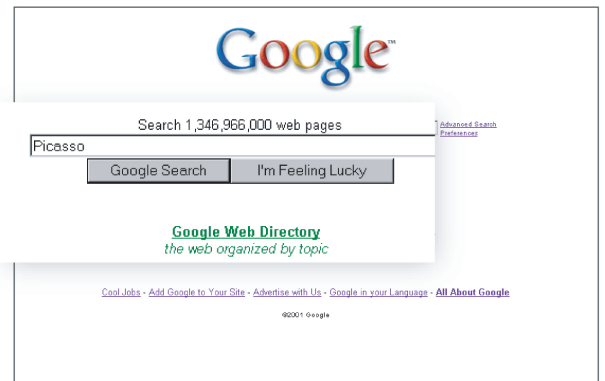 Google™
Search 1,346,966,000 web pages
Advanced Search
Preferences
Picasso
Google Search I'm Feeling Lucky
Google Web Directory
the web organized by topic
Cool Jobs - Add Google to Your Site - Advertise with Us - Google in your Language - All About Google
©2001 Google